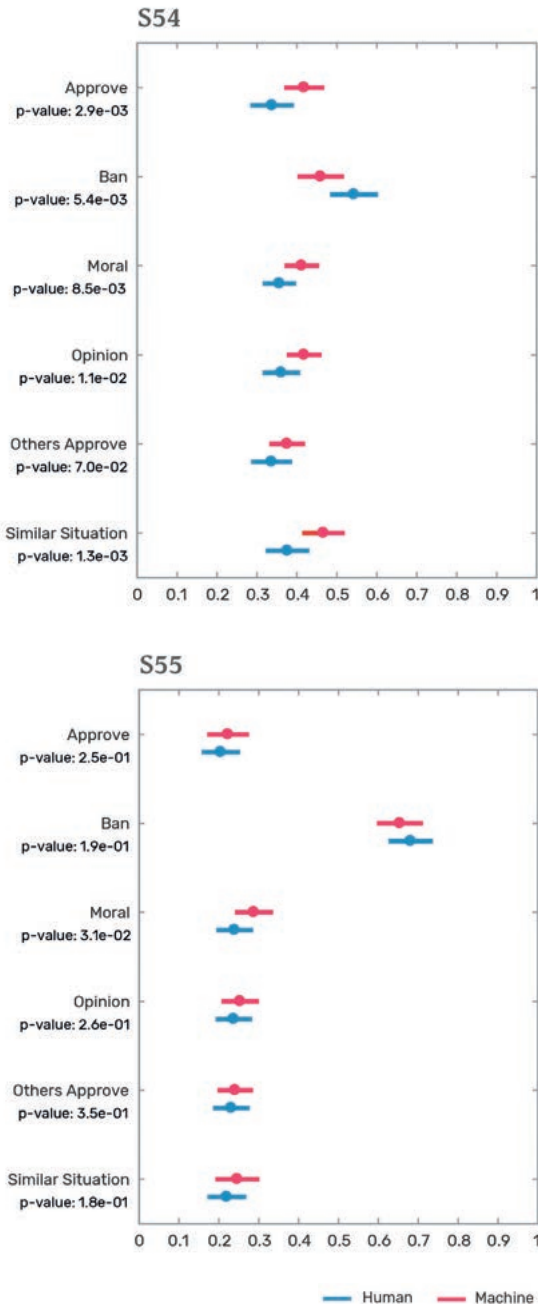 S54
Approve
p-value: 2.9e-03
Ban
p-value: 5.4e-03
Moral
p-value: 8.5e-03
Opinion
p-value: 1.1e-02
Others Approve
p-value: 7.0e-02
Similar Situation
p-value: 1.3e-03
0 0.1 0.2 0.3 0.4 0.5 0.6 0.7 0.8 0.9 1
S55
Approve
p-value: 2.5e-01
Ban
p-value: 1.9e-01
Moral
p-value: 3.1e-02
Opinion
p-value: 2.6e-01
Others Approve
p-value: 3.5e-01
Similar Situation
p-value: 1.8e-01
0 0.1 0.2 0.3 0.4 0.5 0.6 0.7 0.8 0.9 1
Human Machine